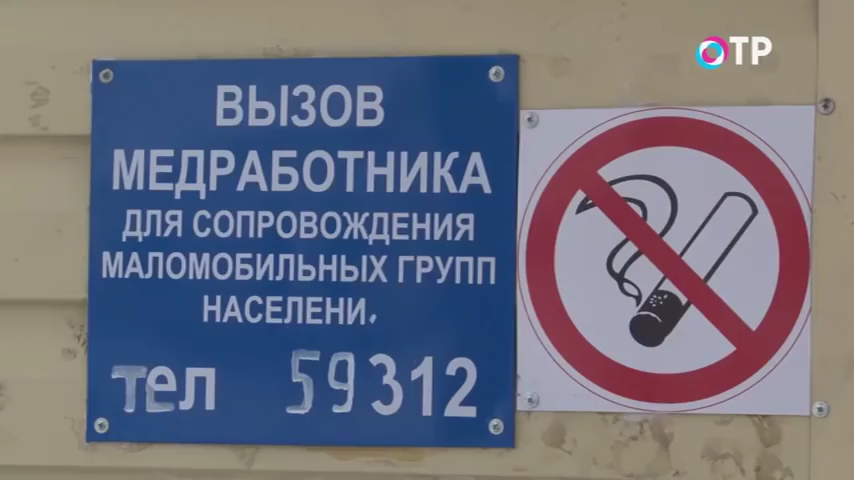 ОТР
ВЫЗОВ
МЕДРАБОТНИКА
ДЛЯ СОПРОВОЖДЕНИЯ
МАЛОМОБИЛЬНЫХ ГРУПП
НАСЕЛЕНИ
тел 59312